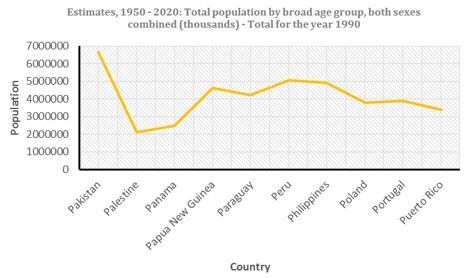 Estimates, 1950 - 2020: Total population by broad age group, both sexes
combined (thousands) - Total for the year 1990
Population
7000000
6000000
5000000
4000000
3000000
2000000
1000000
0
Pakistan
Palestine
Panama
Papua New Guinea
Paraguay
Peru
Philippines
Poland
Portugal
Puerto Rico
Country